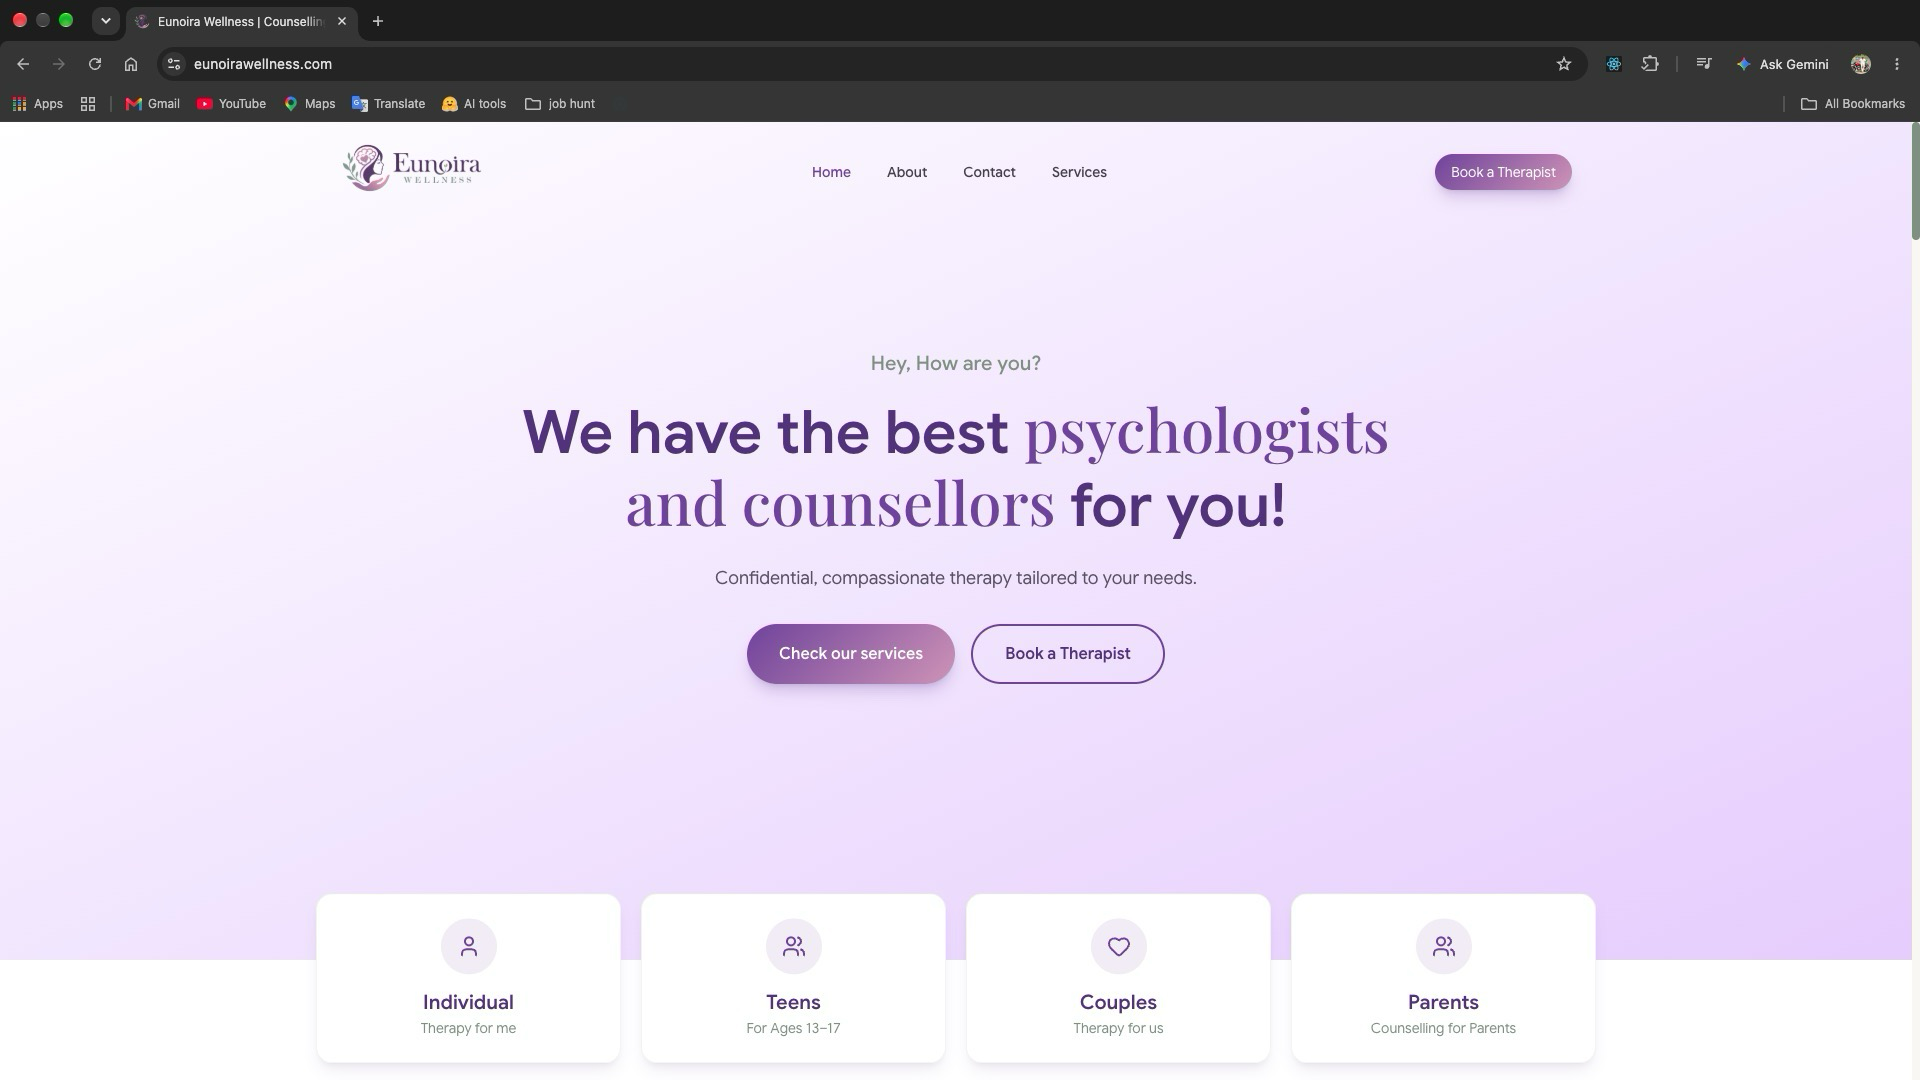 Eunoira Wellness | Counsellin
eunoirawellness.com
Ask Gemini
Apps
Gmail
YouTube
Maps
Translate
AI tools
job hunt
All Bookmarks
Eunoira
WELLNESS
Home
About
Contact
Services
Book a Therapist
Hey, How are you?
We have the best psychologists
and counsellors for you!
Confidential, compassionate therapy tailored to your needs.
Check our services
Book a Therapist
Individual
Therapy for me
Teens
For Ages 13–17
Couples
Therapy for us
Parents
Counselling for Parents